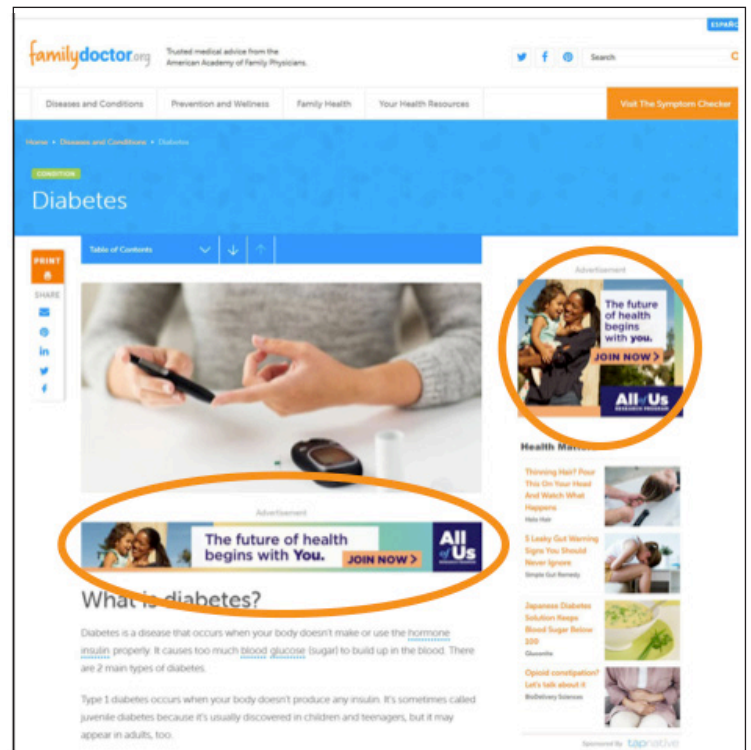 ESPAÑO
familydoctor.org
Trusted medical advice from the
American Academy of Family Physicians.
Search
Diseases and Conditions
Prevention and Wellness
Family Health
Your Health Resources
Visit The Symptom Checker
Home • Diseases and Conditions • Diabetes
CONDITION
Diabetes
Table of Contents
PRINT
SHARE
Advertisement
The future
of health
begins
with you.
JOIN NOW >
All of Us
RESEARCH PROGRAM
Advertisement
The future of health
begins with You.
JOIN NOW >
All
of Us
RESEARCH PROGRAM
What is diabetes?
Diabetes is a disease that occurs when your body doesn't make or use the hormone
insulin properly. It causes too much blood glucose (sugar) to build up in the blood. There
are 2 main types of diabetes.
Type 1 diabetes occurs when your body doesn't produce any insulin. It's sometimes called
juvenile diabetes because it's usually discovered in children and teenagers, but it may
appear in adults, too.
Health
Thinning Hair? Pour
This On Your Head
And Watch What
Happens
Hate Hair
5 Leaky Gut Warning
Signs You Should
Never Ignore
Simple Gut Remedy
Japanese Diabetes
Solution Keeps
Blood Sugar Below
100
Gluconite
Opioid constipation?
Let's talk about it
BioDelivery Sciences
Sponsored By tapnative